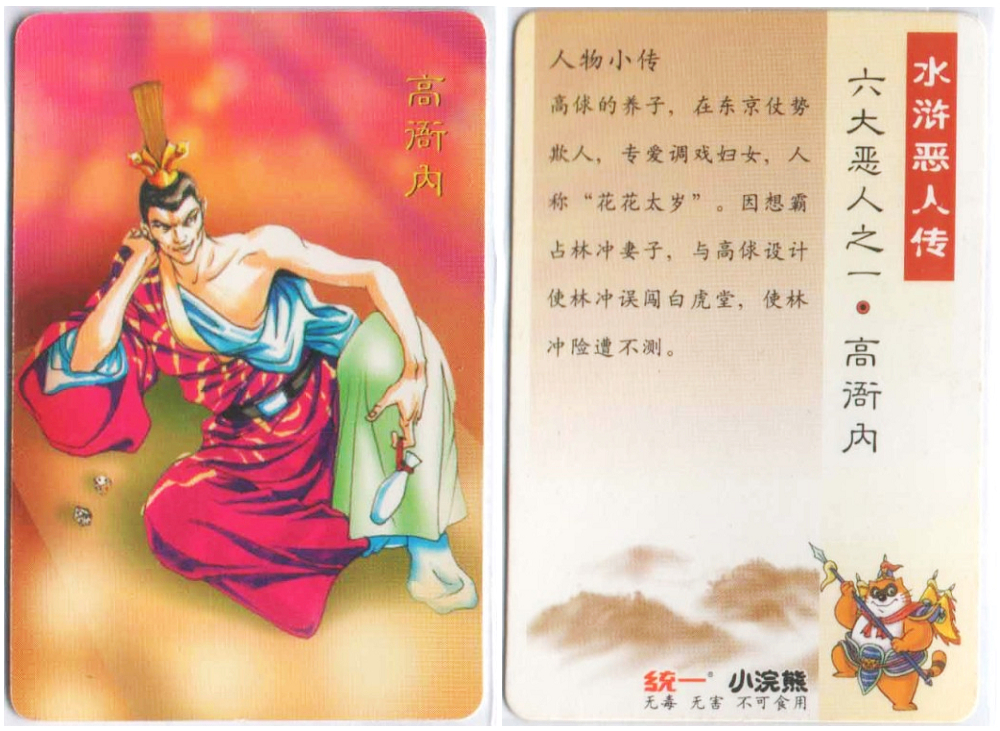 高衙内
水浒恶人传
六大恶人之一·高衙内
人物小传
高俅的养子，在东京仗势
欺人，专爱调戏妇女，人
称“花花太岁”。因想霸
占林冲妻子，与高俅设计
使林冲误闯白虎堂，使林
冲险遭不测。
统一® 小浣熊
无毒 无害 不可食用